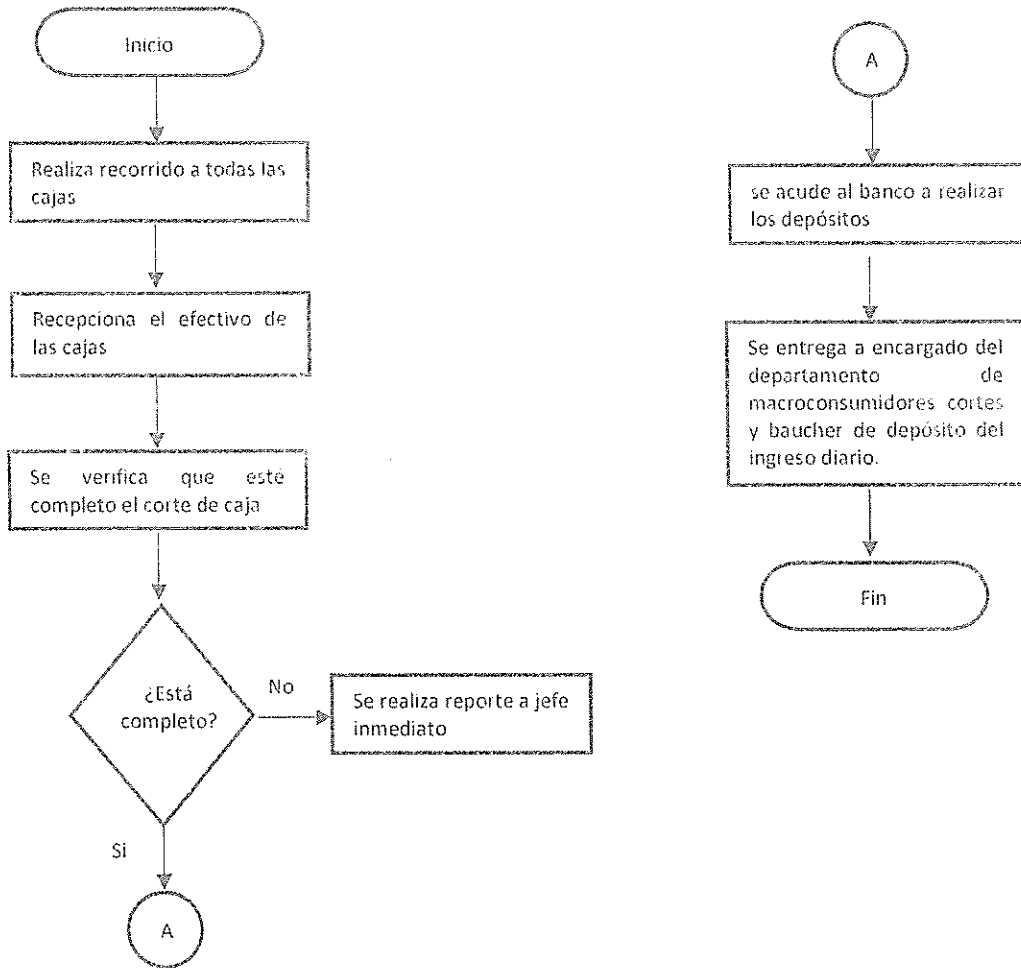 Inicio
Realiza recorrido a todas las
cajas
Recepciona el efectivo de
las cajas
Se verifica que esté
completo el corte de caja
¿Está
completo?
No
Se realiza reporte a jefe
inmediato
Si
A
A
se acude al banco a realizar
los depósitos
Se entrega a encargado del
departamento de
macroconsumidores cortes
y baucher de depósito del
ingreso diario.
Fin